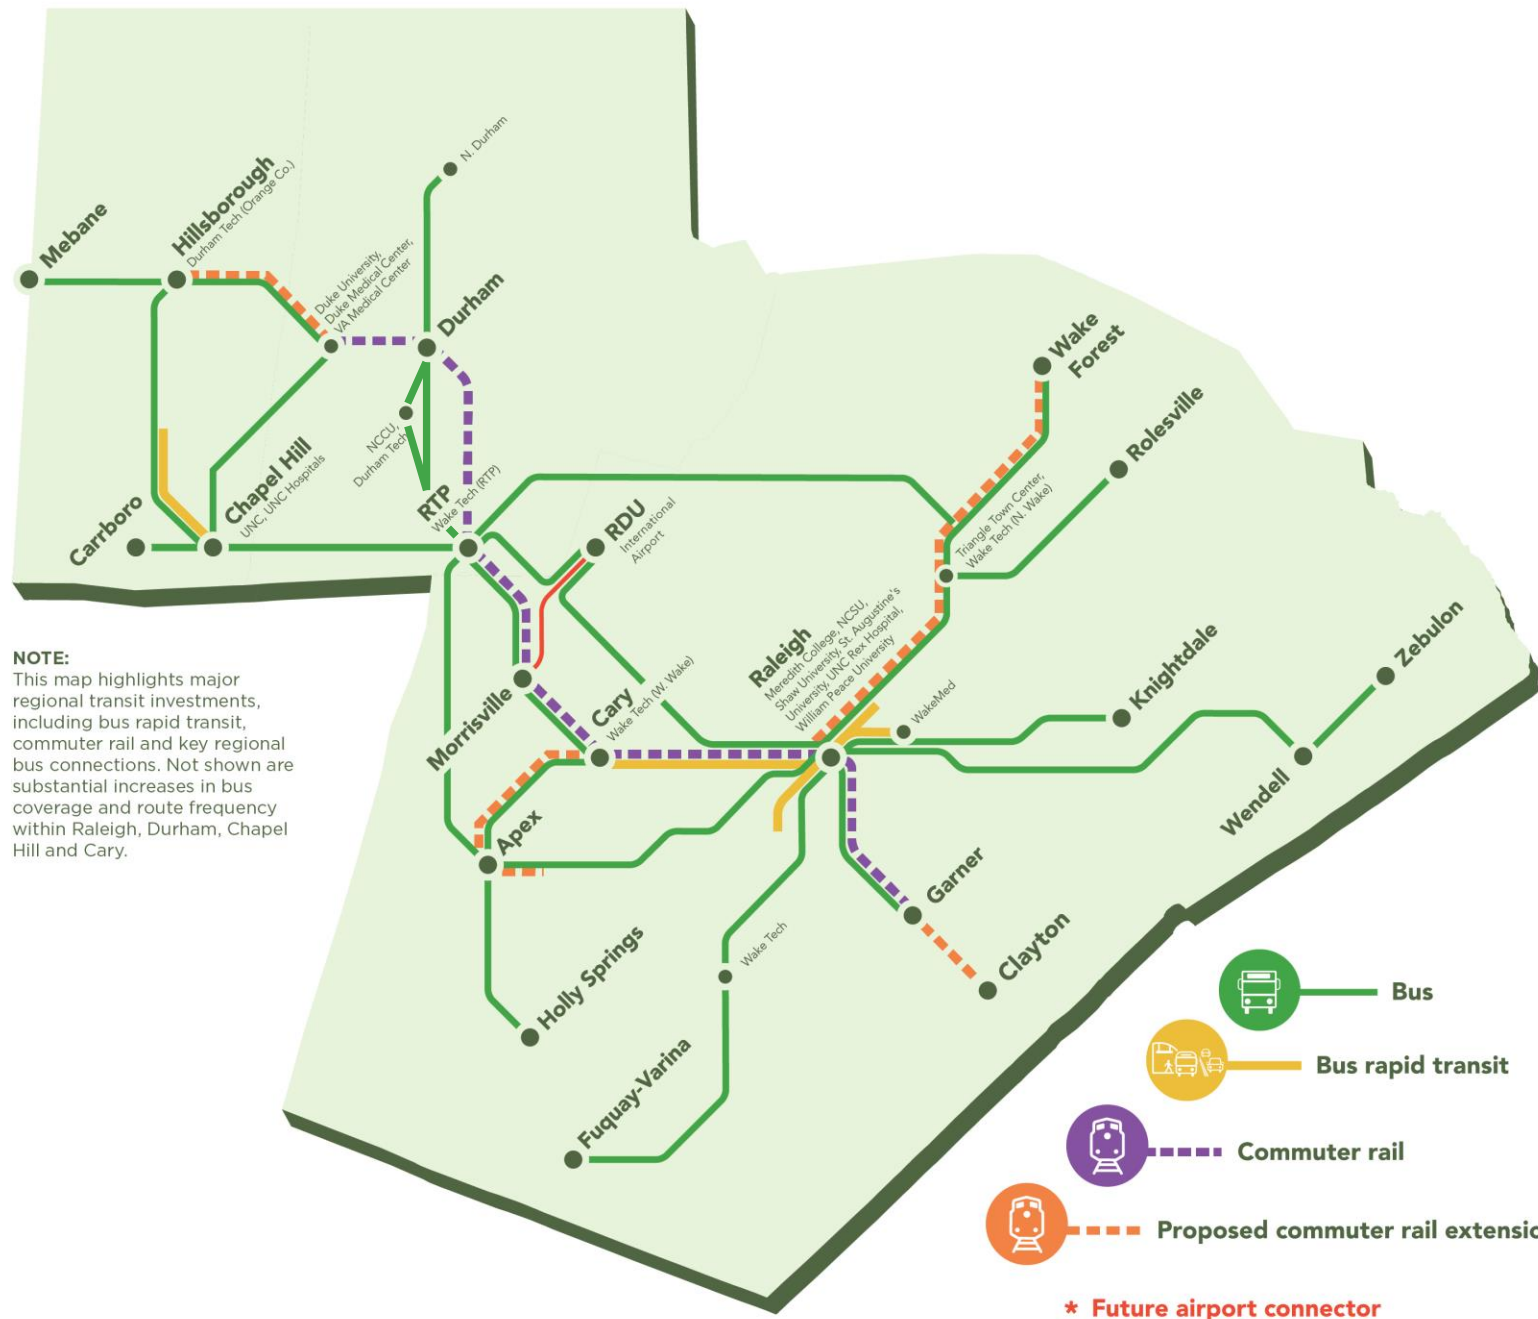 N. Durham
Mebane
Hillsborough
Durham Tech (Orange Co.)
Duke University,
Duke Medical Center,
VA Medical Center
Durham
NCCU,
Durham Tech
Chapel Hill
UNC, UNC Hospitals
Carrboro
RTP
Wake Tech (RTP)
RDU
International
Airport
Wake
Forest
Rolesville
Triangle Town Center,
Wake Tech (N. Wake)
Raleigh
Meredith College, NCSU,
Shaw University, St. Augustine's
University, UNC Rex Hospital,
William Peace University
WakeMed
Knightdale
Zebulon
Wendell
Morrisville
Cary
Wake Tech (W. Wake)
Apex
Holly Springs
Wake Tech
Fuquay-Varina
Garner
Clayton
NOTE:
This map highlights major
regional transit investments,
including bus rapid transit,
commuter rail and key regional
bus connections. Not shown are
substantial increases in bus
coverage and route frequency
within Raleigh, Durham, Chapel
Hill and Cary.
Bus
Bus rapid transit
Commuter rail
Proposed commuter rail extensio
* Future airport connector